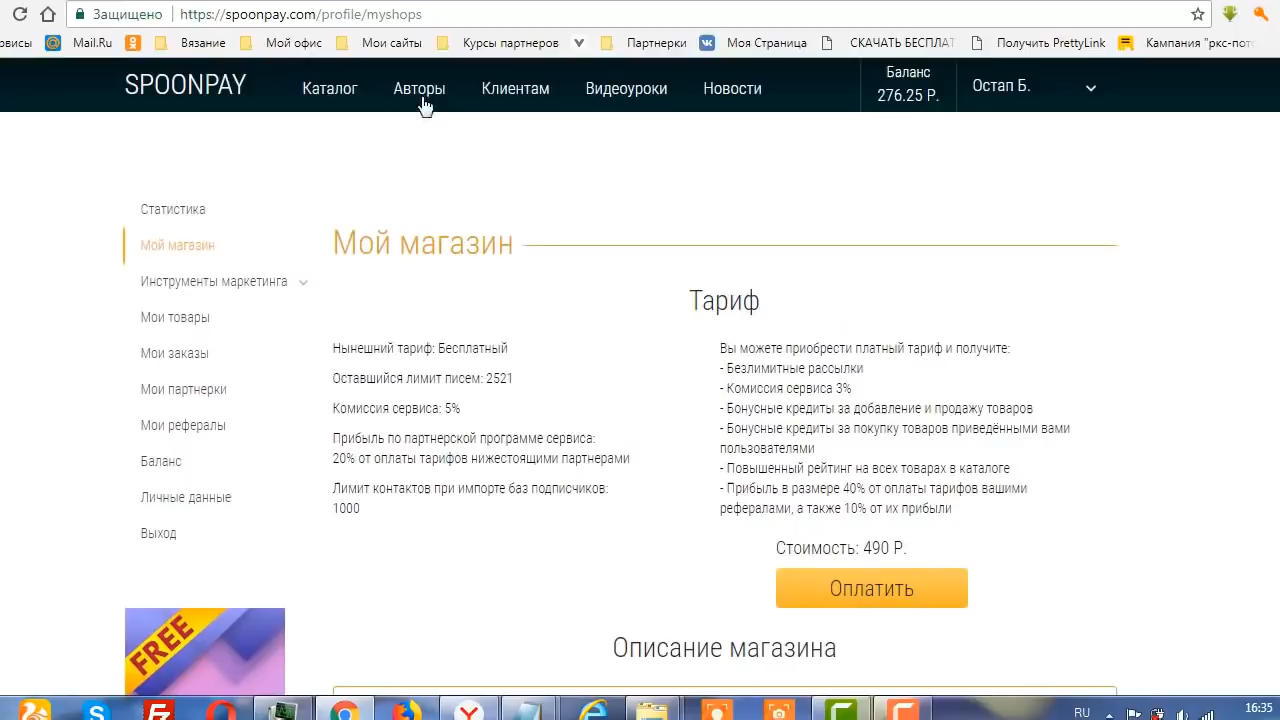 Защищено https://spoonpay.com/profile/myshops
рвисы Mail.Ru Вязание Мой офис Мои сайты Курсы партнеров Партнерки Моя Страница СКАЧАТЬ БЕСПЛАТ Получить PrettyLink Кампания "ркс-пот
SPOONPAY Каталог Авторы Клиентам Видеоуроки Новости
Баланс
276.25 Р.
Остап Б.
Статистика
Мой магазин
Инструменты маркетинга
Мои товары
Мои заказы
Мои партнерки
Мои рефералы
Баланс
Личные данные
Выход
FREE
Мой магазин
Тариф
Нынешний тариф: Бесплатный
Оставшийся лимит писем: 2521
Комиссия сервиса: 5%
Прибыль по партнерской программе сервиса:
20% от оплаты тарифов нижестоящими партнерами
Лимит контактов при импорте баз подписчиков:
1000
Вы можете приобрести платный тариф и получите:
- Безлимитные рассылки
- Комиссия сервиса 3%
- Бонусные кредиты за добавление и продажу товаров
- Бонусные кредиты за покупку товаров приведёнными вами
пользователями
- Повышенный рейтинг на всех товарах в каталоге
- Прибыль в размере 40% от оплаты тарифов вашими
рефералами, а также 10% от их прибыли
Стоимость: 490 Р.
Оплатить
Описание магазина
RU 16:35